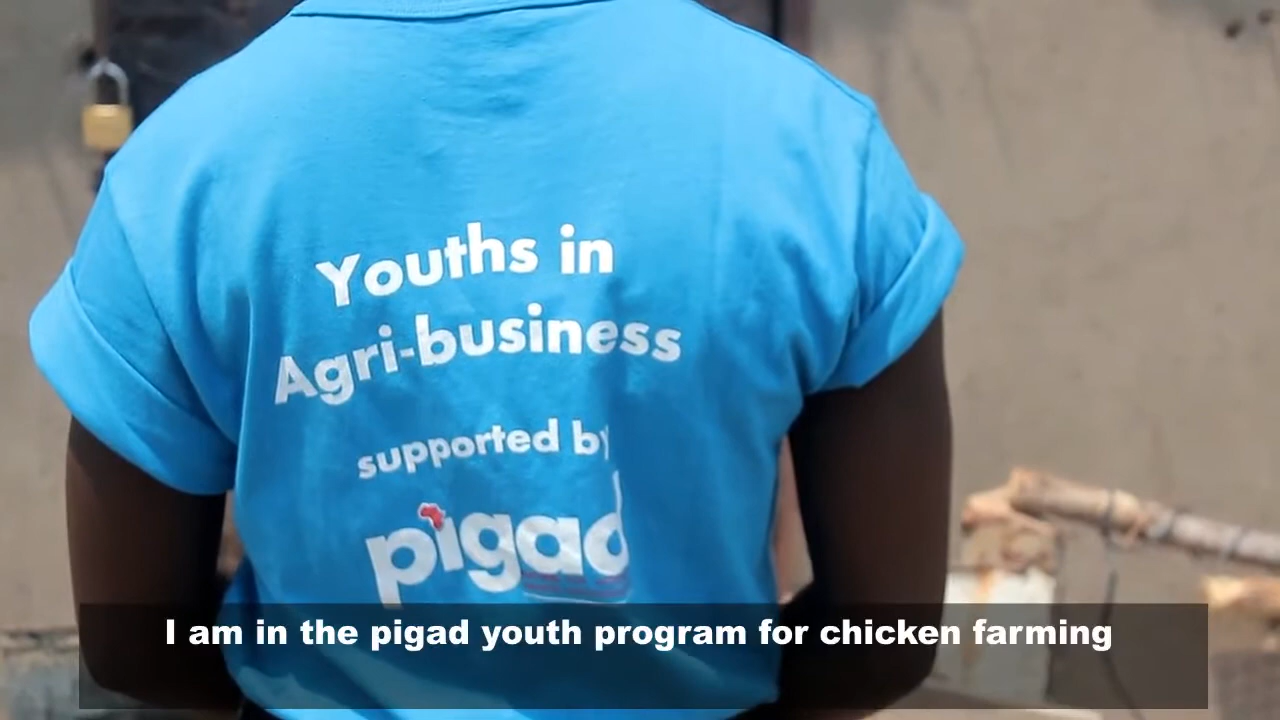 Youths in
Agri-business
supported by
pigad
I am in the pigad youth program for chicken farming